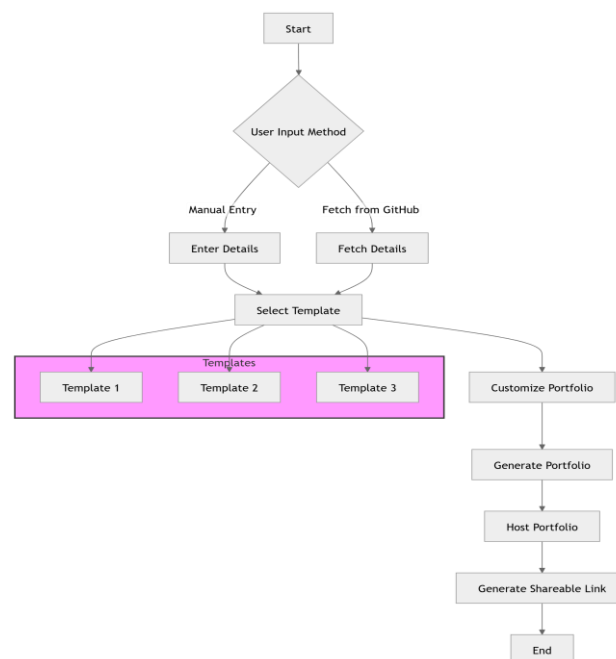 Start
User Input Method
Manual Entry
Fetch from GitHub
Enter Details
Fetch Details
Select Template
Templates
Template 1
Template 2
Template 3
Customize Portfolio
Generate Portfolio
Host Portfolio
Generate Shareable Link
End